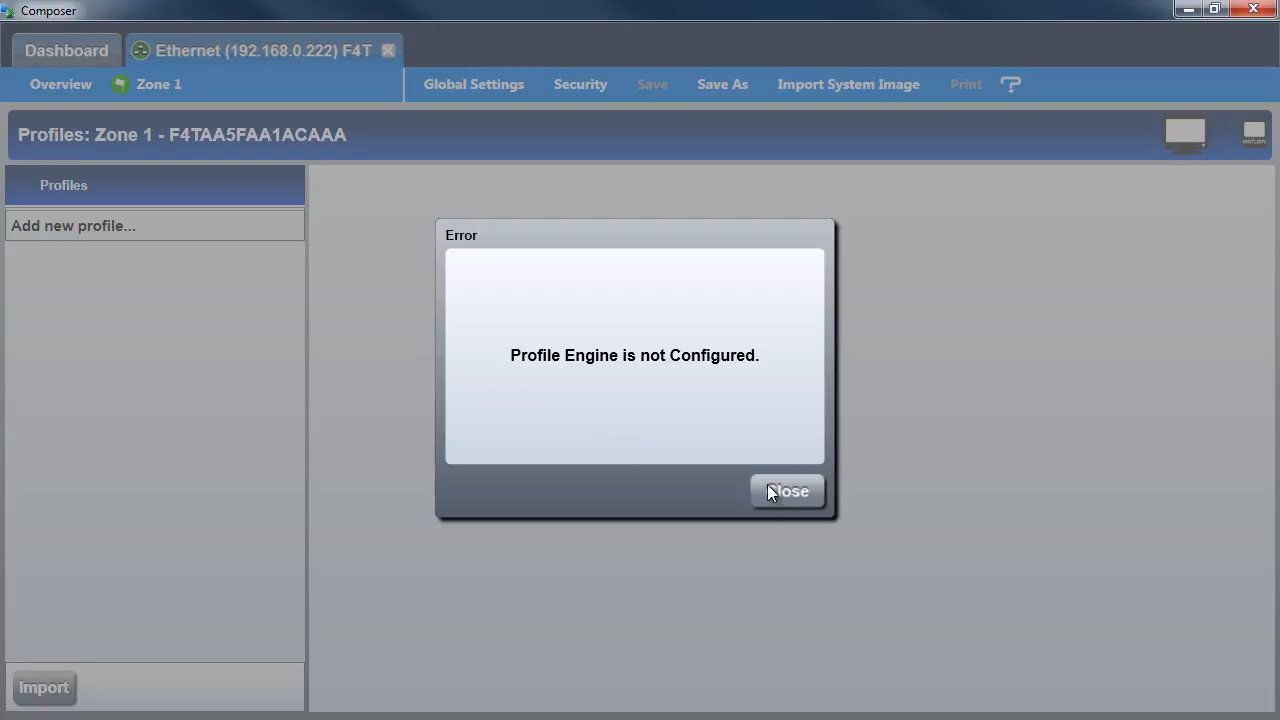 Composer
Dashboard
Ethernet (192.168.0.222) F4T
Overview
Zone 1
Global Settings
Security
Save
Save As
Import System Image
Print
Profiles: Zone 1 - F4TAA5FAA1ACAAA
WATLOW
Profiles
Add new profile...
Error
Profile Engine is not Configured.
Close
Import